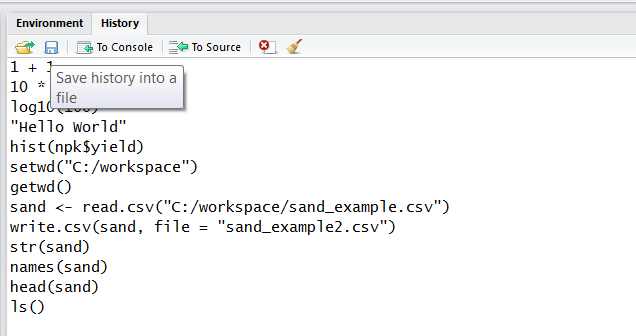 Environment History
To Console To Source
1 + 1
Save history into a
file
10 *
"Hello World"
hist(npk$yield)
setwd("C:/workspace")
getwd()
sand <- read.csv("C:/workspace/sand_example.csv")
write.csv(sand, file = "sand_example2.csv")
str(sand)
names(sand)
head(sand)
ls()